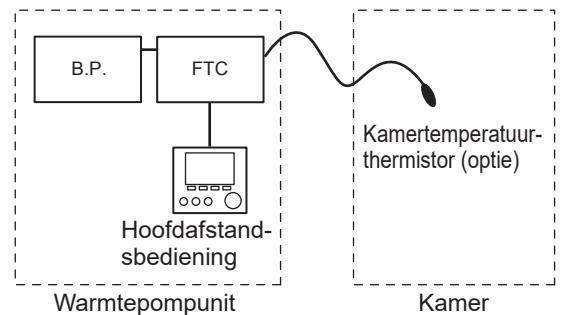 B.P.
FTC
Kamertemperatuur-
thermistor (optie)
Hoofdafstand-
sbediening
Warmtepompunit
Kamer